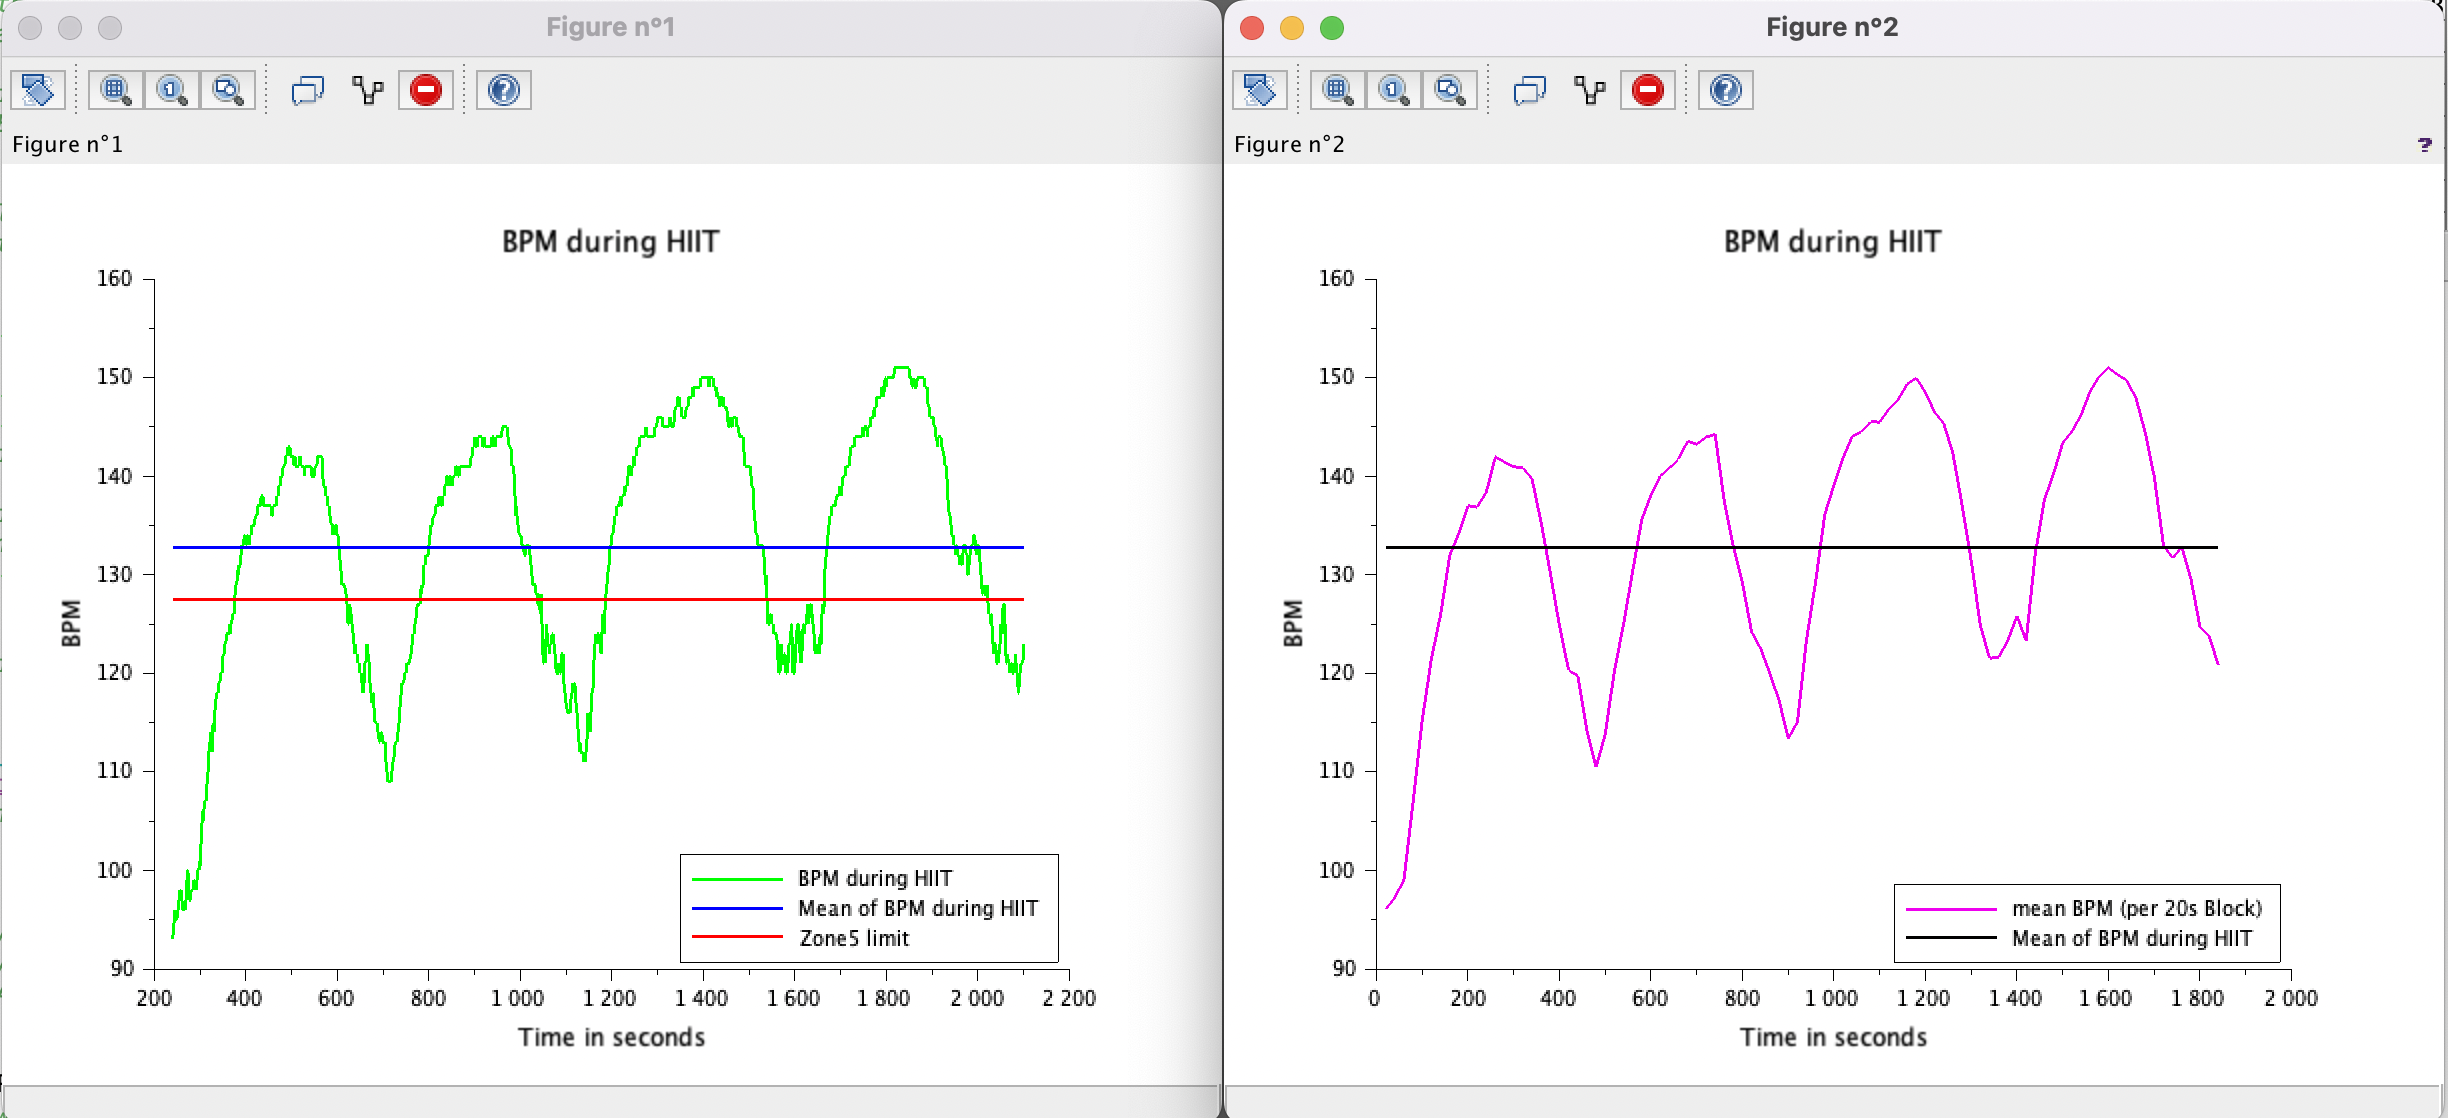 Figure n°1
Figure n°1
BPM during HIIT
160
150
140
130
120
110
100
90
BPM
200 400 600 800 1 000 1 200 1 400 1 600 1 800 2 000 2 200
Time in seconds
BPM during HIIT
Mean of BPM during HIIT
Zone5 limit
Figure n°2
Figure n°2
?
BPM during HIIT
160
150
140
130
120
110
100
90
BPM
0 200 400 600 800 1 000 1 200 1 400 1 600 1 800 2 000
Time in seconds
mean BPM (per 20s Block)
Mean of BPM during HIIT